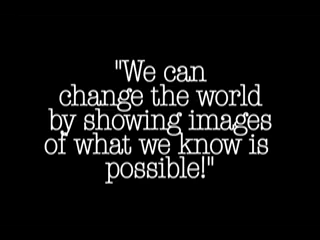 "We can
change the world
by showing images
of what we know is
possible!"